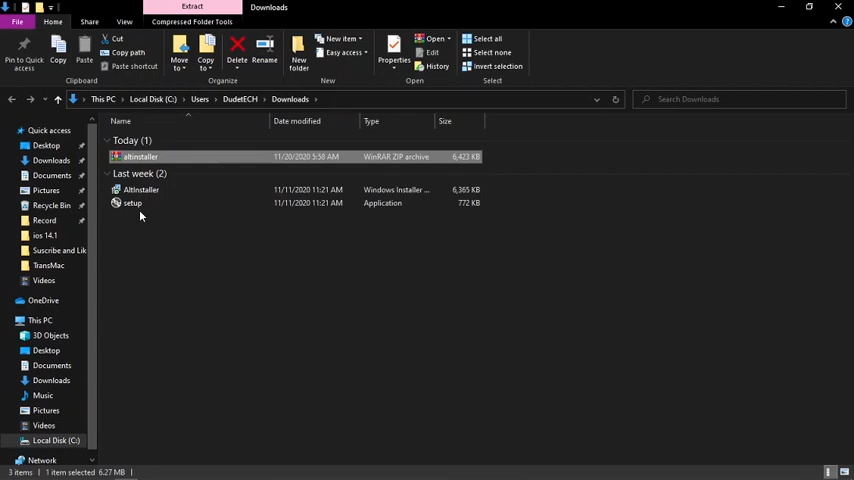 Extract
Downloads
File
Home
Share
View
Compressed Folder Tools
Pin to Quick access
Copy
Paste
Cut
Copy path
Paste shortcut
Clipboard
Move to
Copy to
Delete
Rename
Organize
New folder
New item
Easy access
New
Properties
Open
Edit
History
Open
Select all
Select none
Invert selection
Select
This PC
Local Disk (C:)
Users
DudetECH
Downloads
Search Downloads
Name
Date modified
Type
Size
Today (1)
altinstaller 11/20/2020 5:58 AM WinRAR ZIP archive 6,423 KB
Last week (2)
AltInstaller 11/11/2020 11:21 AM Windows Installer ... 6,365 KB
setup 11/11/2020 11:21 AM Application 772 KB
Quick access
Desktop
Downloads
Documents
Pictures
Recycle Bin
Record
ios 14.1
Suscribe and Lik
TransMac
Videos
OneDrive
This PC
3D Objects
Desktop
Documents
Downloads
Music
Pictures
Videos
Local Disk (C:)
Network
3 items
1 item selected 6.27 MB